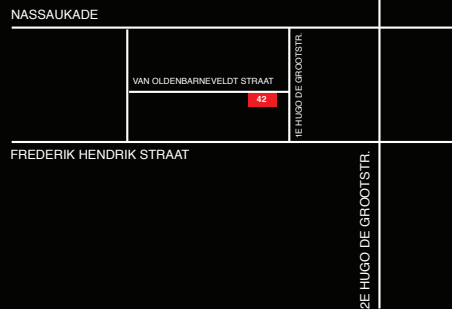 NASSAUKADE
1E HUGO DE GROOTSTR.
VAN OLDENBARNEVELDT STRAAT
42
FREDERIK HENDRIK STRAAT
2E HUGO DE GROOTSTR.